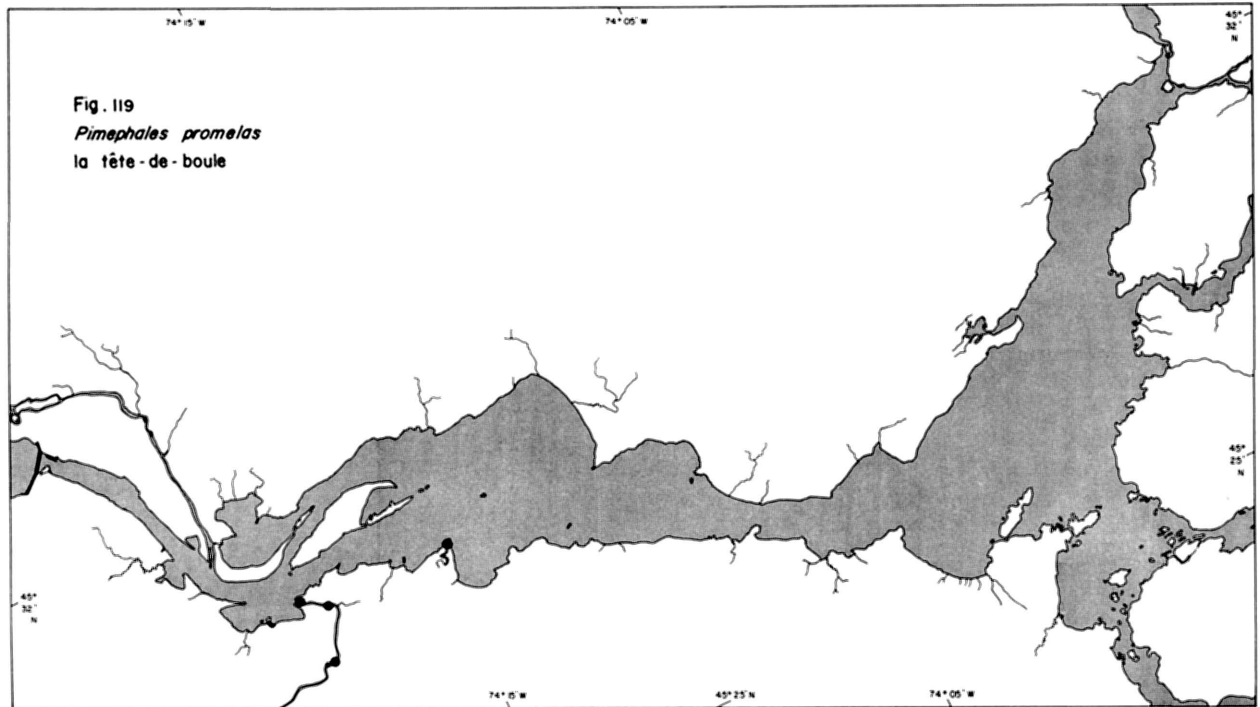 74° 15' W
74° 05' W
45°
32'
N
Fig. 119
Pimephales promelas
la tête-de-boule
45°
25'
N
45°
32'
N
74° 15' W
45° 25' N
74° 05' W